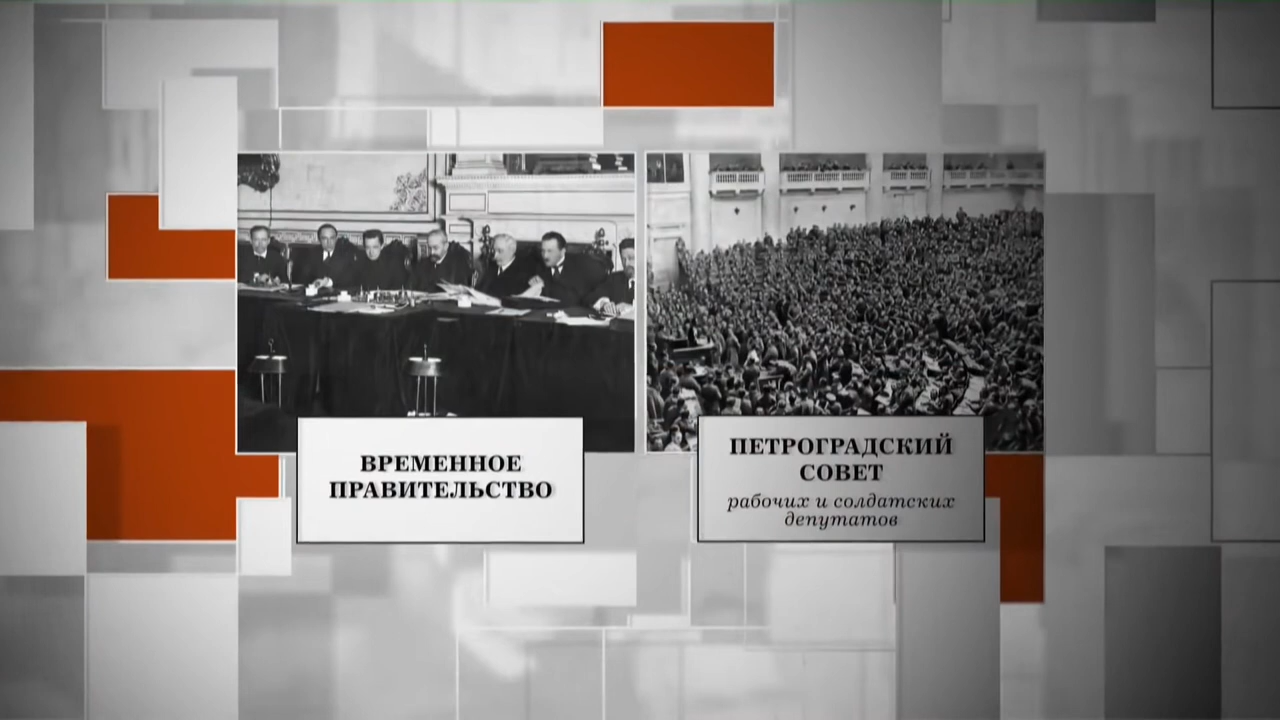 ВРЕМЕННОЕ
ПРАВИТЕЛЬСТВО
ПЕТРОГРАДСКИЙ
СОВЕТ
рабочих и солдатских
депутатов